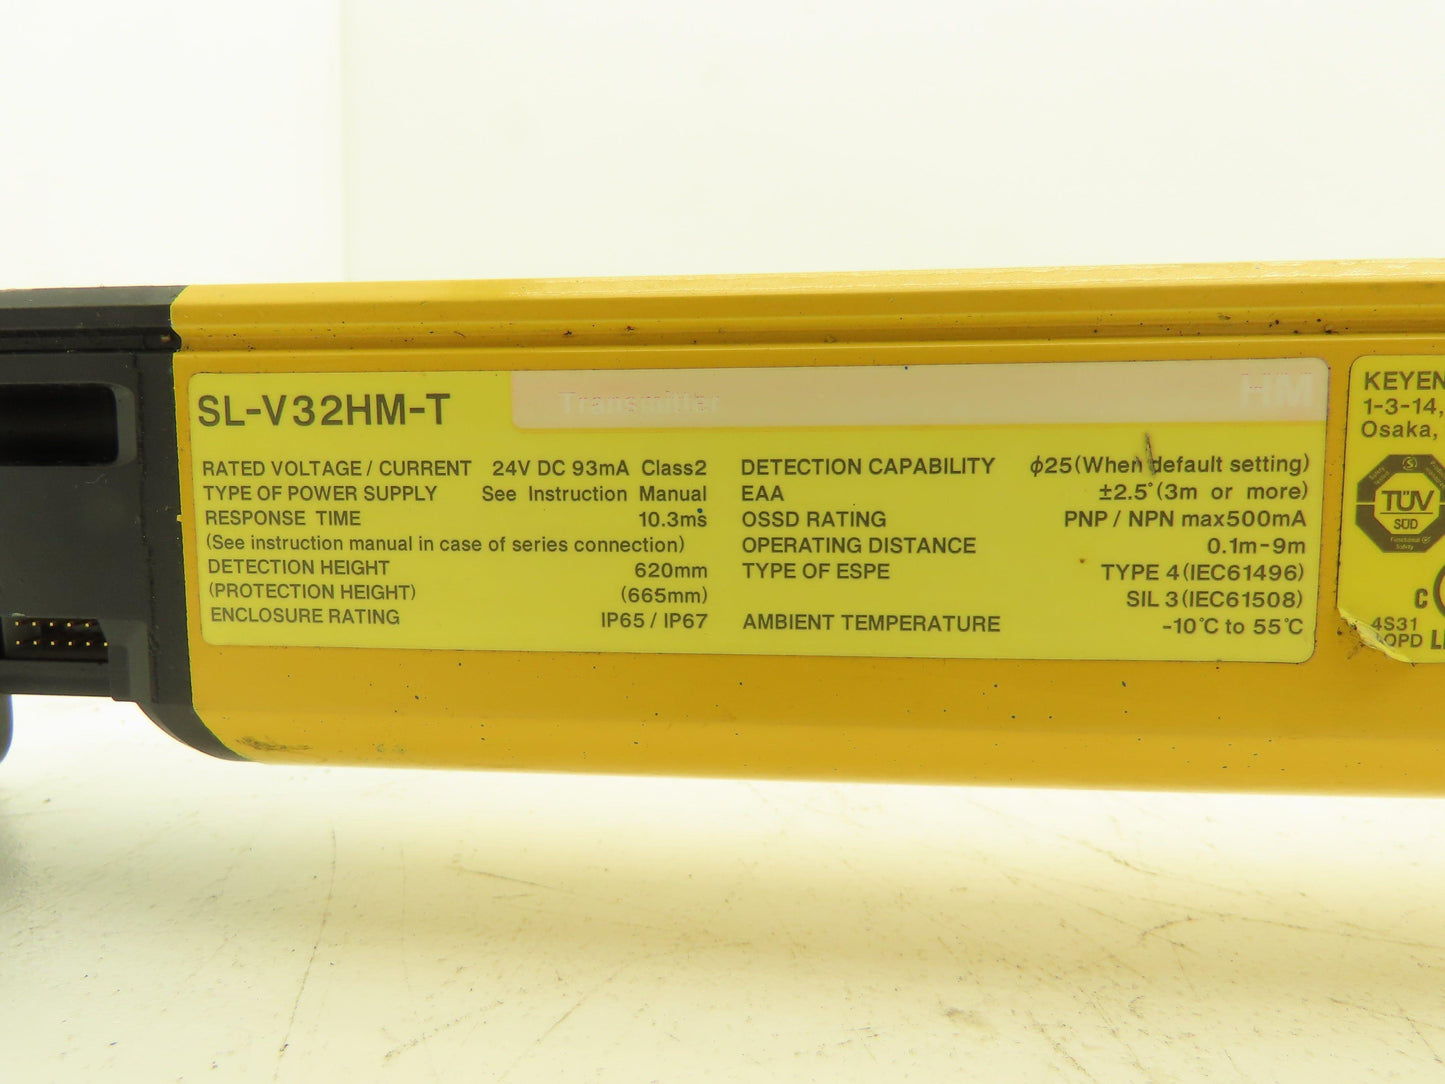 SL-V32HM-T
Transmitter
HM
RATED VOLTAGE / CURRENT 24V DC 93mA Class2
TYPE OF POWER SUPPLY See Instruction Manual
RESPONSE TIME 10.3ms
(See instruction manual in case of series connection)
DETECTION HEIGHT 620mm
(PROTECTION HEIGHT) (665mm)
ENCLOSURE RATING IP65 / IP67
DETECTION CAPABILITY ϕ25(When default setting)
EAA ±2.5°(3m or more)
OSSD RATING PNP / NPN max500mA
OPERATING DISTANCE 0.1m-9m
TYPE OF ESPE TYPE 4(IEC61496)
SIL 3(IEC61508)
AMBIENT TEMPERATURE -10°C to 55°C
KEYEN
1-3-14,
Osaka,
TÜV
SÜD
Functional
Safety
C
4S31
OPD